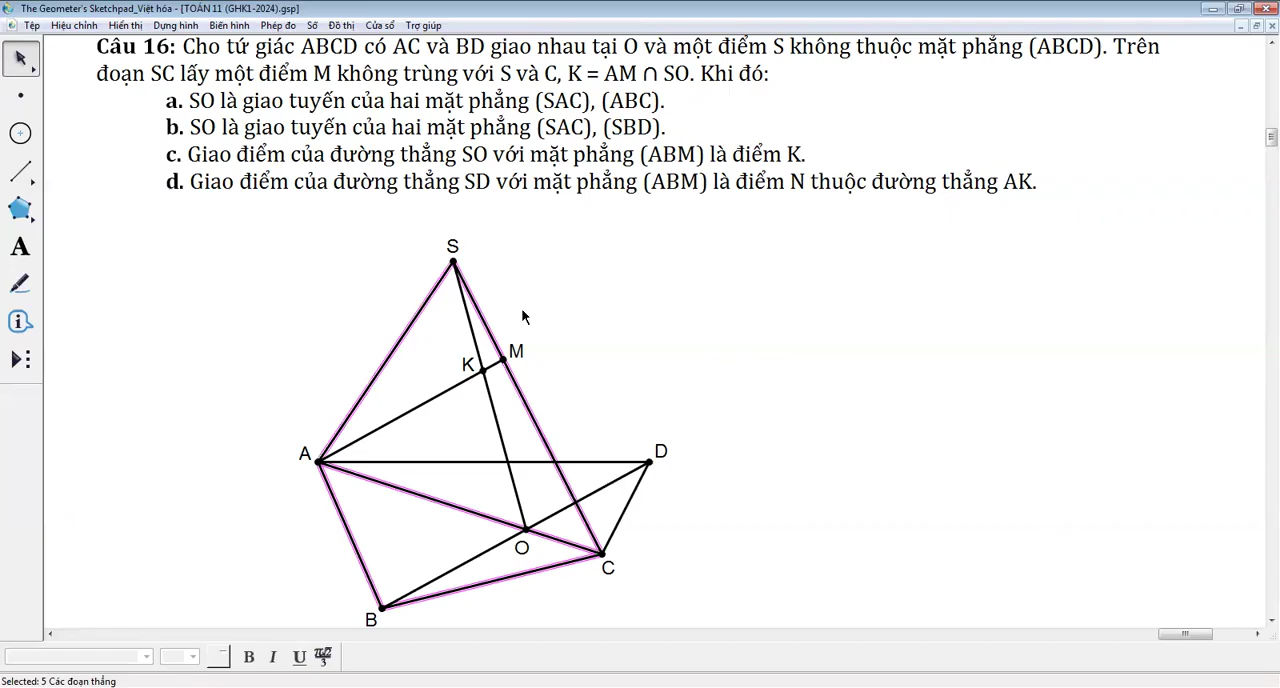 The Geometer's Sketchpad_Việt hóa - [TOÁN 11 (GHK1-2024).gsp]
Tệp Hiệu chỉnh Hiển thị Dựng hình Biến hình Phép đo Số Đồ thị Cửa sổ Trợ giúp
Câu 16: Cho tứ giác ABCD có AC và BD giao nhau tại O và một điểm S không thuộc mặt phẳng (ABCD). Trên
đoạn SC lấy một điểm M không trùng với S và C, K = AM ∩ SO. Khi đó:
a. SO là giao tuyến của hai mặt phẳng (SAC), (ABC).
b. SO là giao tuyến của hai mặt phẳng (SAC), (SBD).
c. Giao điểm của đường thẳng SO với mặt phẳng (ABM) là điểm K.
d. Giao điểm của đường thẳng SD với mặt phẳng (ABM) là điểm N thuộc đường thẳng AK.
S
M
K
A
D
O
C
B
A
B I U
Selected: 5 Các đoạn thẳng